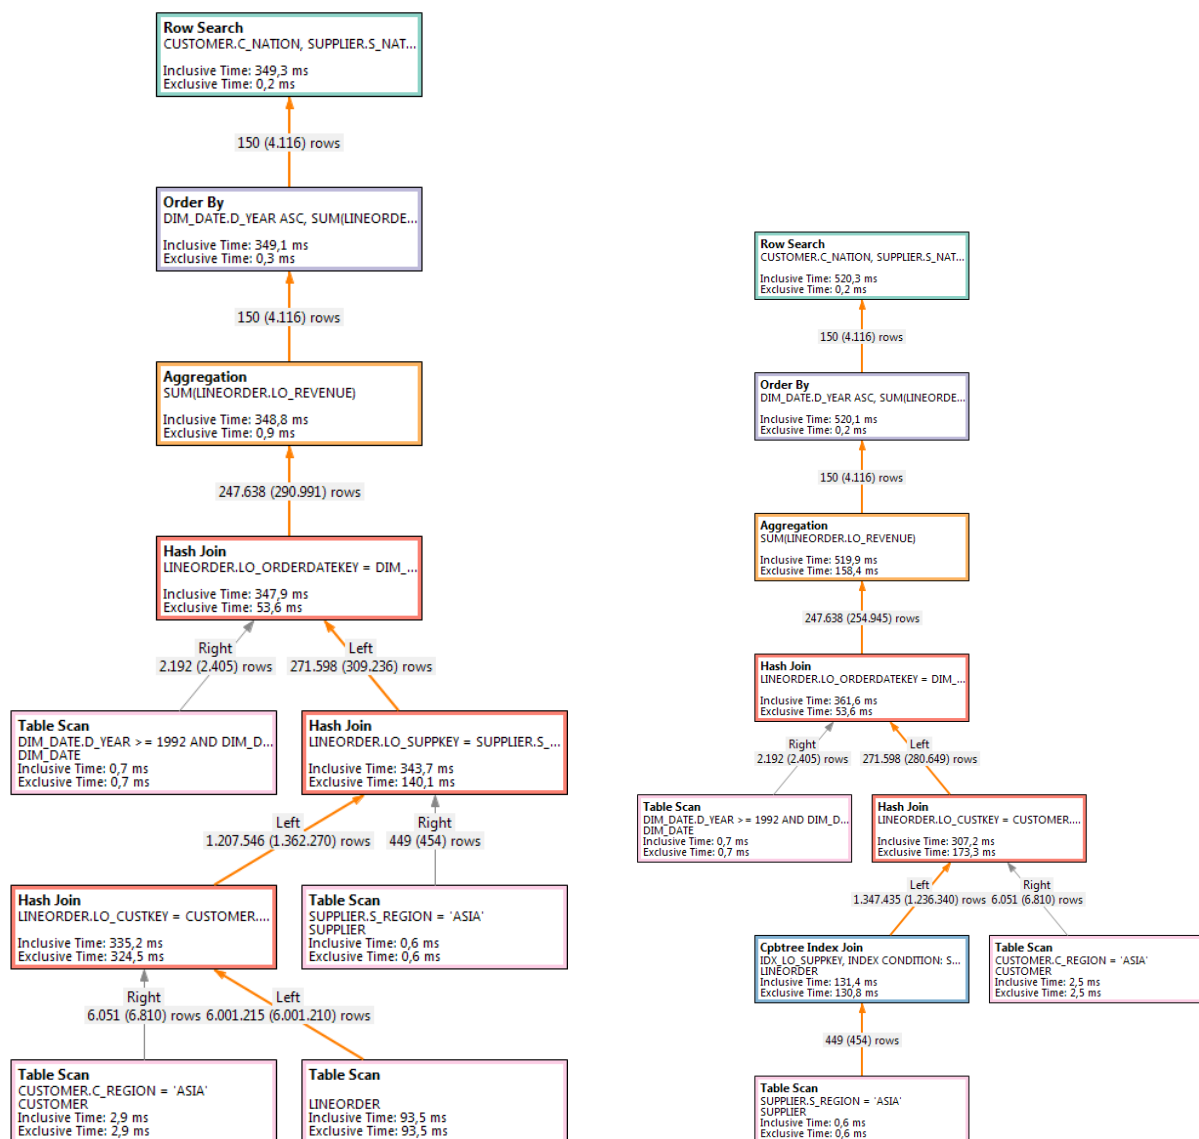 Row Search
CUSTOMER.C_NATION, SUPPLIER.S_NAT...
Inclusive Time: 349,3 ms
Exclusive Time: 0,2 ms
150 (4.116) rows
Order By
DIM_DATE.D_YEAR ASC, SUM(LINEORDE...
Inclusive Time: 349,1 ms
Exclusive Time: 0,3 ms
150 (4.116) rows
Aggregation
SUM(LINEORDER.LO_REVENUE)
Inclusive Time: 348,8 ms
Exclusive Time: 0,9 ms
247.638 (290.991) rows
Hash Join
LINEORDER.LO_ORDERDATEKEY = DIM_...
Inclusive Time: 347,9 ms
Exclusive Time: 53,6 ms
Right
2.192 (2.405) rows
Left
271.598 (309.236) rows
Table Scan
DIM_DATE.D_YEAR >= 1992 AND DIM_D...
DIM_DATE
Inclusive Time: 0,7 ms
Exclusive Time: 0,7 ms
Hash Join
LINEORDER.LO_SUPPKEY = SUPPLIER.S_...
Inclusive Time: 343,7 ms
Exclusive Time: 140,1 ms
Left
1.207.546 (1.362.270) rows
Right
449 (454) rows
Hash Join
LINEORDER.LO_CUSTKEY = CUSTOMER....
Inclusive Time: 335,2 ms
Exclusive Time: 324,5 ms
Table Scan
SUPPLIER.S_REGION = 'ASIA'
SUPPLIER
Inclusive Time: 0,6 ms
Exclusive Time: 0,6 ms
Right
6.051 (6.810) rows
Left
6.001.215 (6.001.210) rows
Table Scan
CUSTOMER.C_REGION = 'ASIA'
CUSTOMER
Inclusive Time: 2,9 ms
Exclusive Time: 2,9 ms
Table Scan
LINEORDER
Inclusive Time: 93,5 ms
Exclusive Time: 93,5 ms
Row Search
CUSTOMER.C_NATION, SUPPLIER.S_NAT...
Inclusive Time: 520,3 ms
Exclusive Time: 0,2 ms
150 (4.116) rows
Order By
DIM_DATE.D_YEAR ASC, SUM(LINEORDE...
Inclusive Time: 520,1 ms
Exclusive Time: 0,2 ms
150 (4.116) rows
Aggregation
SUM(LINEORDER.LO_REVENUE)
Inclusive Time: 519,9 ms
Exclusive Time: 158,4 ms
247.638 (254.945) rows
Hash Join
LINEORDER.LO_ORDERDATEKEY = DIM_...
Inclusive Time: 361,6 ms
Exclusive Time: 53,6 ms
Right
2.192 (2.405) rows
Left
271.598 (280.649) rows
Table Scan
DIM_DATE.D_YEAR >= 1992 AND DIM_D...
DIM_DATE
Inclusive Time: 0,7 ms
Exclusive Time: 0,7 ms
Hash Join
LINEORDER.LO_CUSTKEY = CUSTOMER....
Inclusive Time: 307,2 ms
Exclusive Time: 173,3 ms
Left
1.347.435 (1.236.340) rows
Right
6.051 (6.810) rows
Cpbtree Index Join
IDX_LO_SUPPKEY, INDEX CONDITION: S...
LINEORDER
Inclusive Time: 131,4 ms
Exclusive Time: 130,8 ms
Table Scan
CUSTOMER.C_REGION = 'ASIA'
CUSTOMER
Inclusive Time: 2,5 ms
Exclusive Time: 2,5 ms
449 (454) rows
Table Scan
SUPPLIER.S_REGION = 'ASIA'
SUPPLIER
Inclusive Time: 0,6 ms
Exclusive Time: 0,6 ms